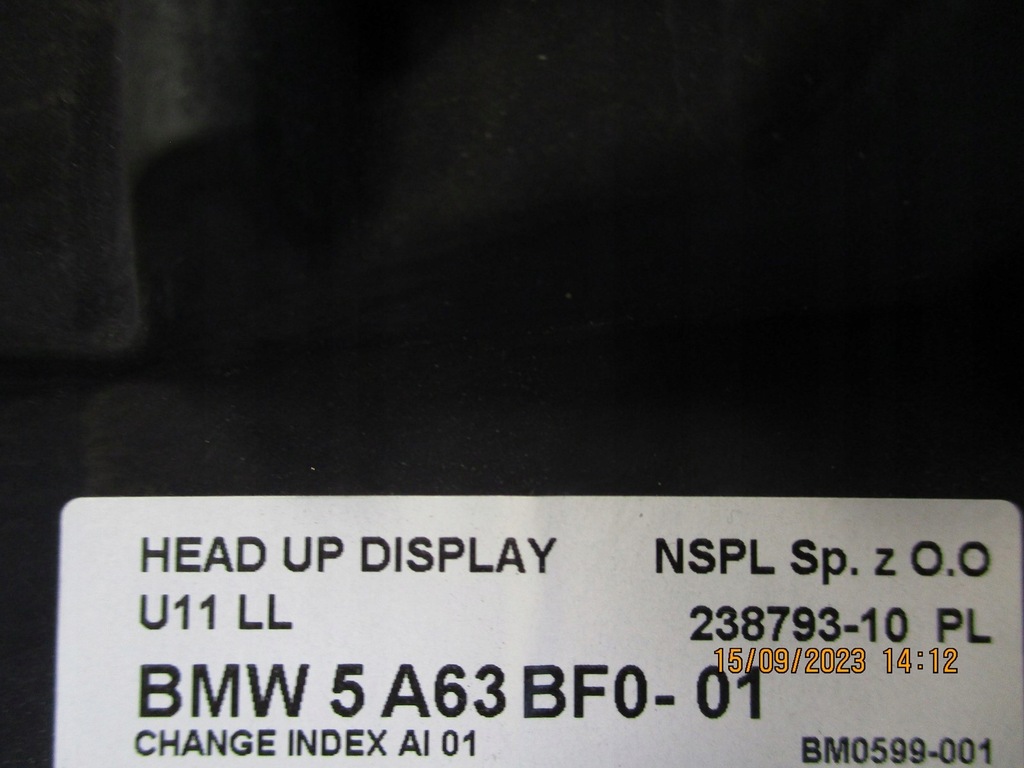 HEAD UP DISPLAY NSPL Sp. z O.O
U11 LL 238793-10 PL
15/09/2023 14:12
BMW 5 A63 BF0- 01
CHANGE INDEX AI 01 BM0599-001